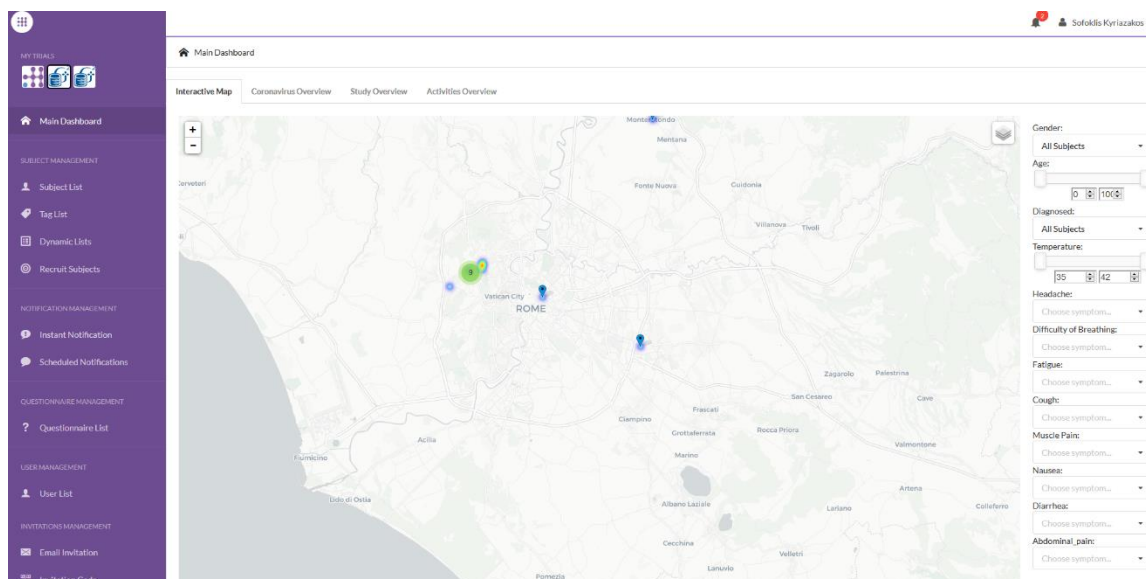 2
Sofoklis Kyriazakos
MY TRIALS
Main Dashboard
SUBJECT MANAGEMENT
Subject List
Tag List
Dynamic Lists
Recruit Subjects
NOTIFICATION MANAGEMENT
Instant Notification
Scheduled Notifications
QUESTIONNAIRE MANAGEMENT
? Questionnaire List
USER MANAGEMENT
User List
INVITATIONS MANAGEMENT
Email Invitation
Invitation Code
Main Dashboard
Interactive Map Coronavirus Overview Study Overview Activities Overview
+
-
Mentana
Cerveteri
Fonte Nuova
Guidonia
Villanova
Tivoli
9
Vatican City
ROME
Zagarolo
Palestrina
San Cesareo
Cave
Ciampino
Frascati
Grottaferrata
Rocca Priora
Acilia
Marino
Valmontone
Fiumicino
Artena
Lido di Ostia
Albano Laziale
Lariano
Colleferro
Cecchina
Velletri
Lanuvio
Pomezia
Gender:
All Subjects
Age:
0 100
Diagnosed:
All Subjects
Temperature:
35 42
Headache:
Choose symptom...
Difficulty of Breathing:
Choose symptom...
Fatigue:
Choose symptom...
Cough:
Choose symptom...
Muscle Pain:
Choose symptom...
Nausea:
Choose symptom...
Diarrhea:
Choose symptom...
Abdominal_pain:
Choose symptom...